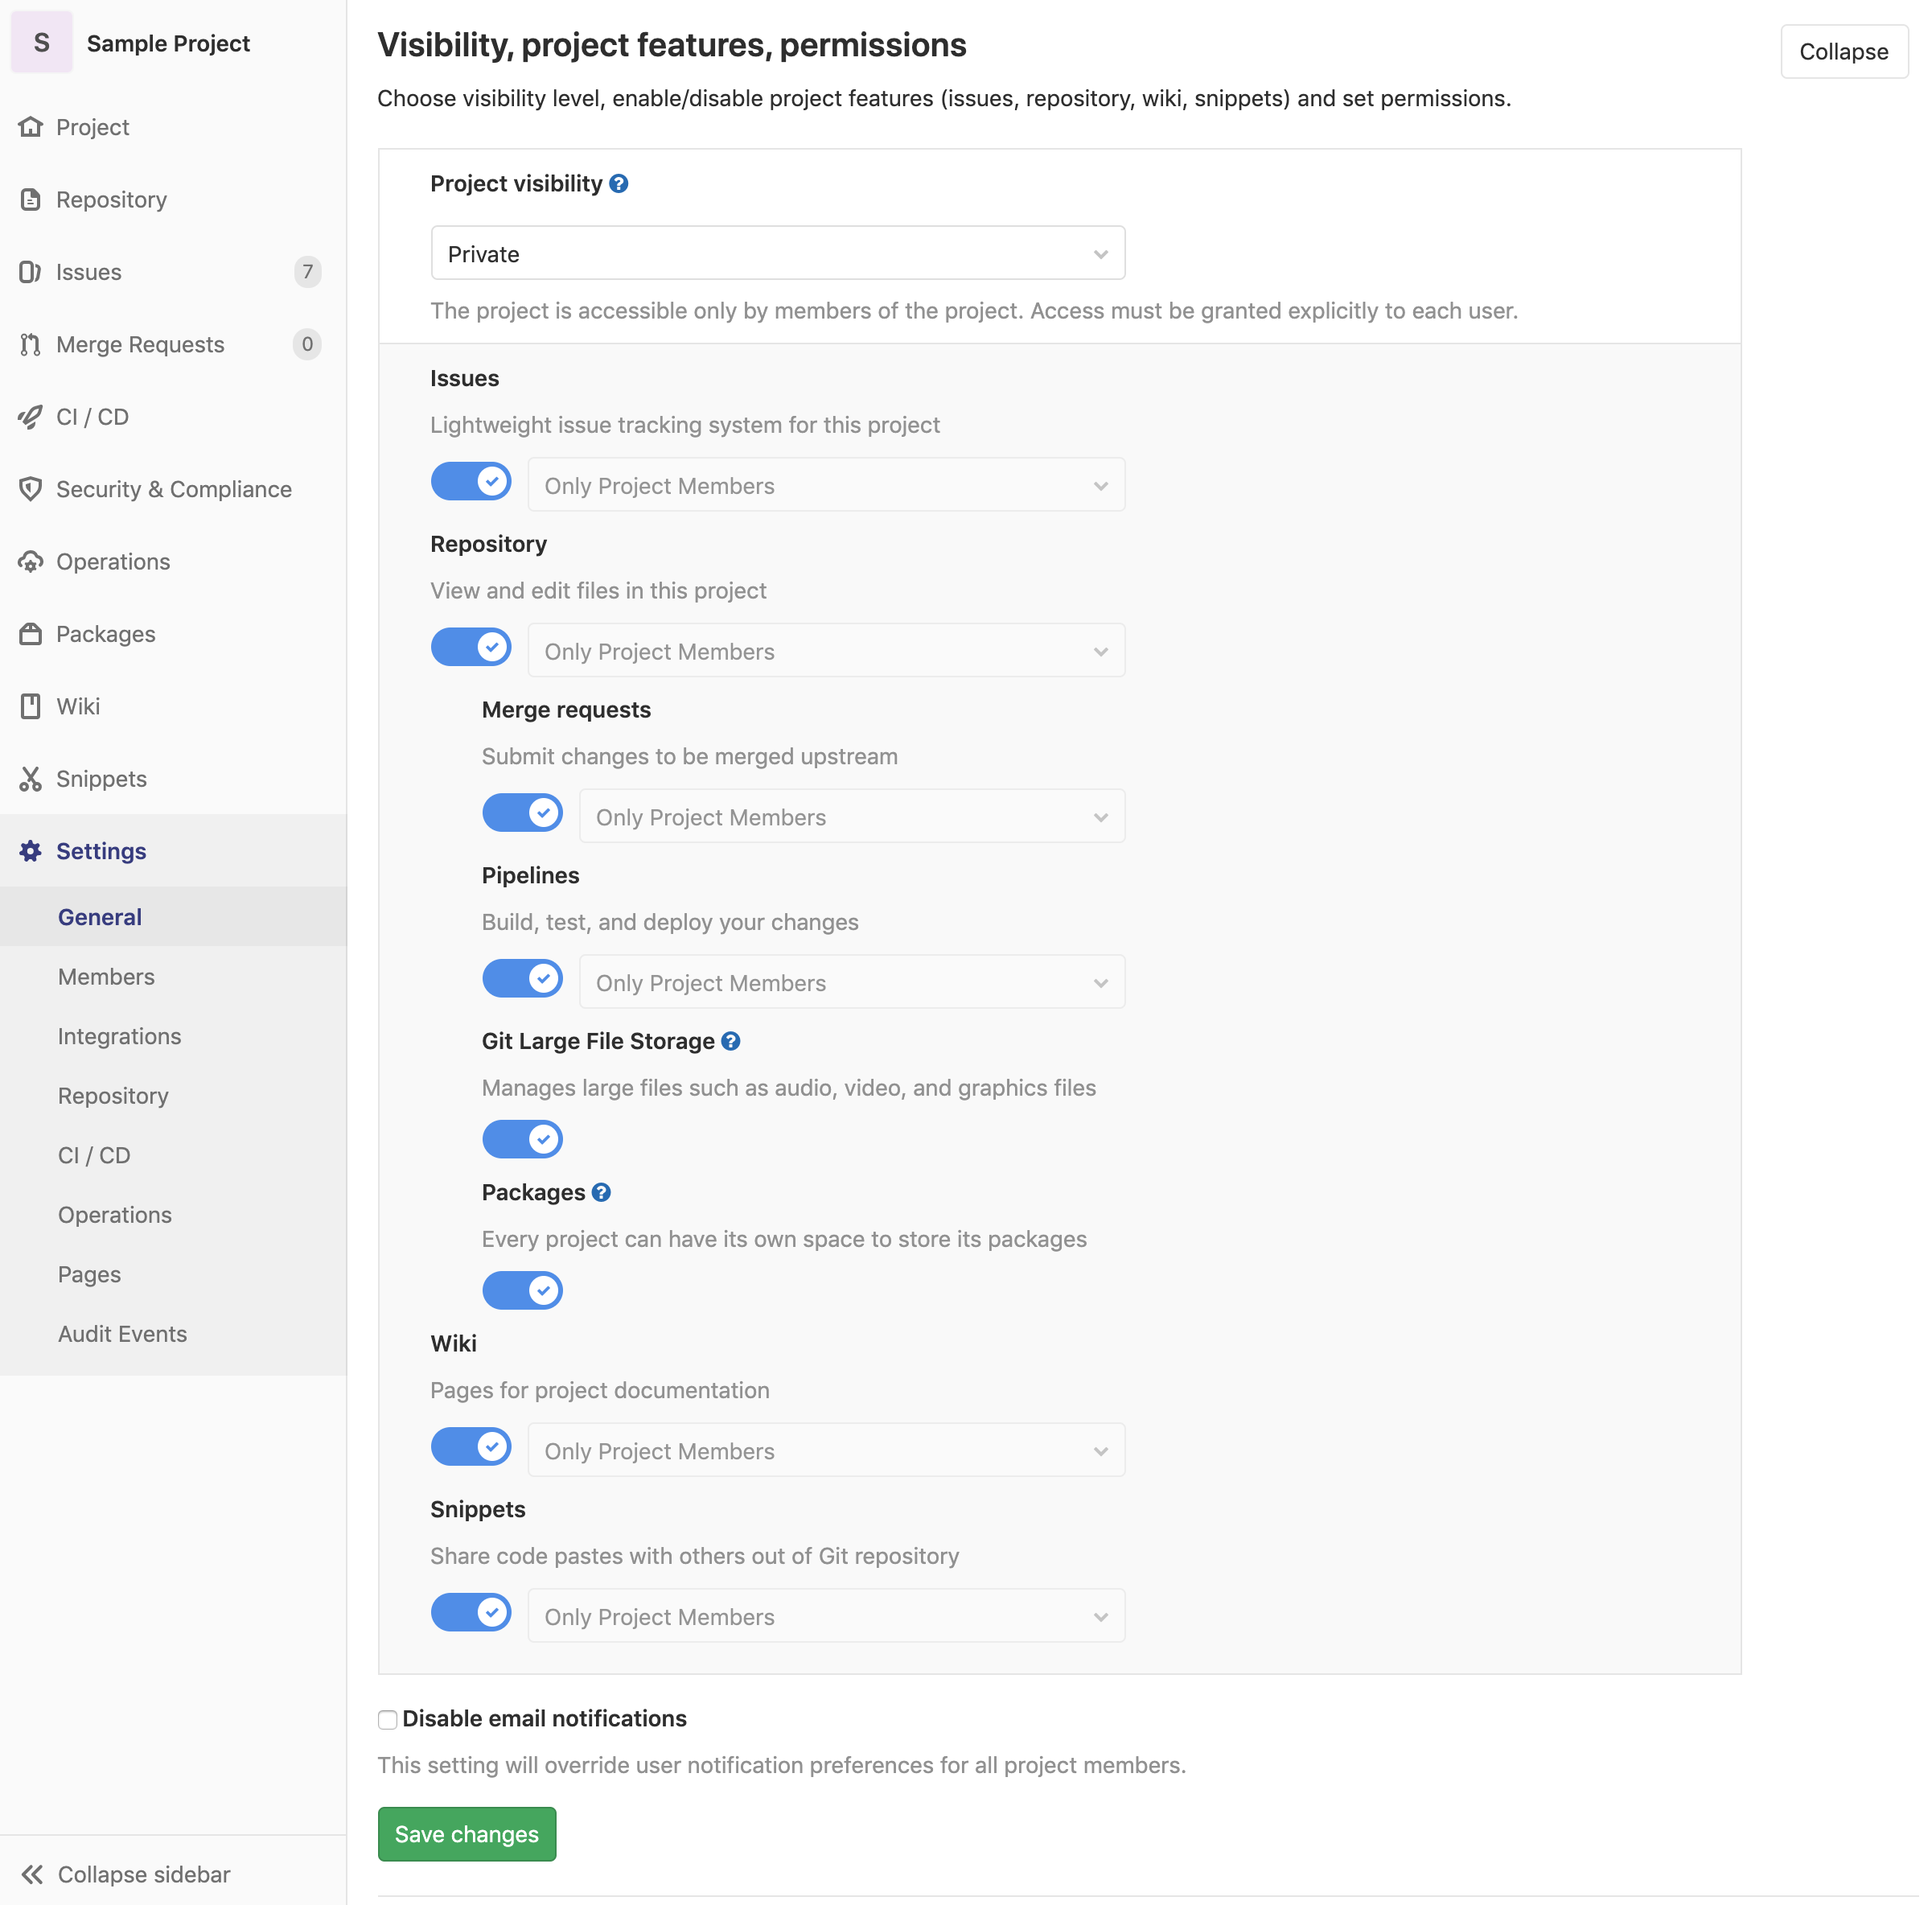 S
Sample Project
Project
Repository
Issues
7
Merge Requests
0
CI / CD
Security & Compliance
Operations
Packages
Wiki
Snippets
Settings
General
Members
Integrations
Repository
CI / CD
Operations
Pages
Audit Events
Collapse sidebar
Visibility, project features, permissions
Collapse
Choose visibility level, enable/disable project features (issues, repository, wiki, snippets) and set permissions.
Project visibility
Private
The project is accessible only by members of the project. Access must be granted explicitly to each user.
Issues
Lightweight issue tracking system for this project
Only Project Members
Repository
View and edit files in this project
Only Project Members
Merge requests
Submit changes to be merged upstream
Only Project Members
Pipelines
Build, test, and deploy your changes
Only Project Members
Git Large File Storage
Manages large files such as audio, video, and graphics files
Packages
Every project can have its own space to store its packages
Wiki
Pages for project documentation
Only Project Members
Snippets
Share code pastes with others out of Git repository
Only Project Members
Disable email notifications
This setting will override user notification preferences for all project members.
Save changes